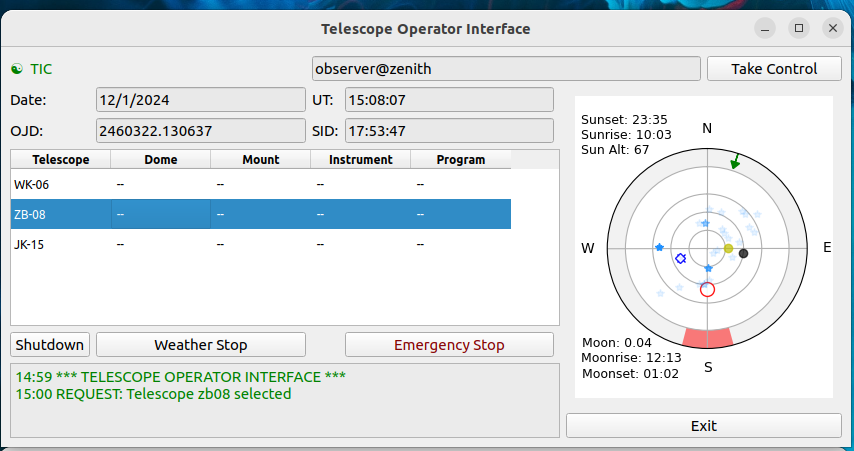 Telescope Operator Interface
TIC
observer@zenith
Take Control
Date: 12/1/2024 UT: 15:08:07
OJD: 2460322.130637 SID: 17:53:47
Telescope Dome Mount Instrument Program
WK-06 -- -- -- --
ZB-08 -- -- -- --
JK-15 -- -- -- --
Shutdown Weather Stop Emergency Stop
14:59 *** TELESCOPE OPERATOR INTERFACE ***
15:00 REQUEST: Telescope zb08 selected
Sunset: 23:35
Sunrise: 10:03
Sun Alt: 67
N
W
E
S
Moon: 0.04
Moonrise: 12:13
Moonset: 01:02
Exit